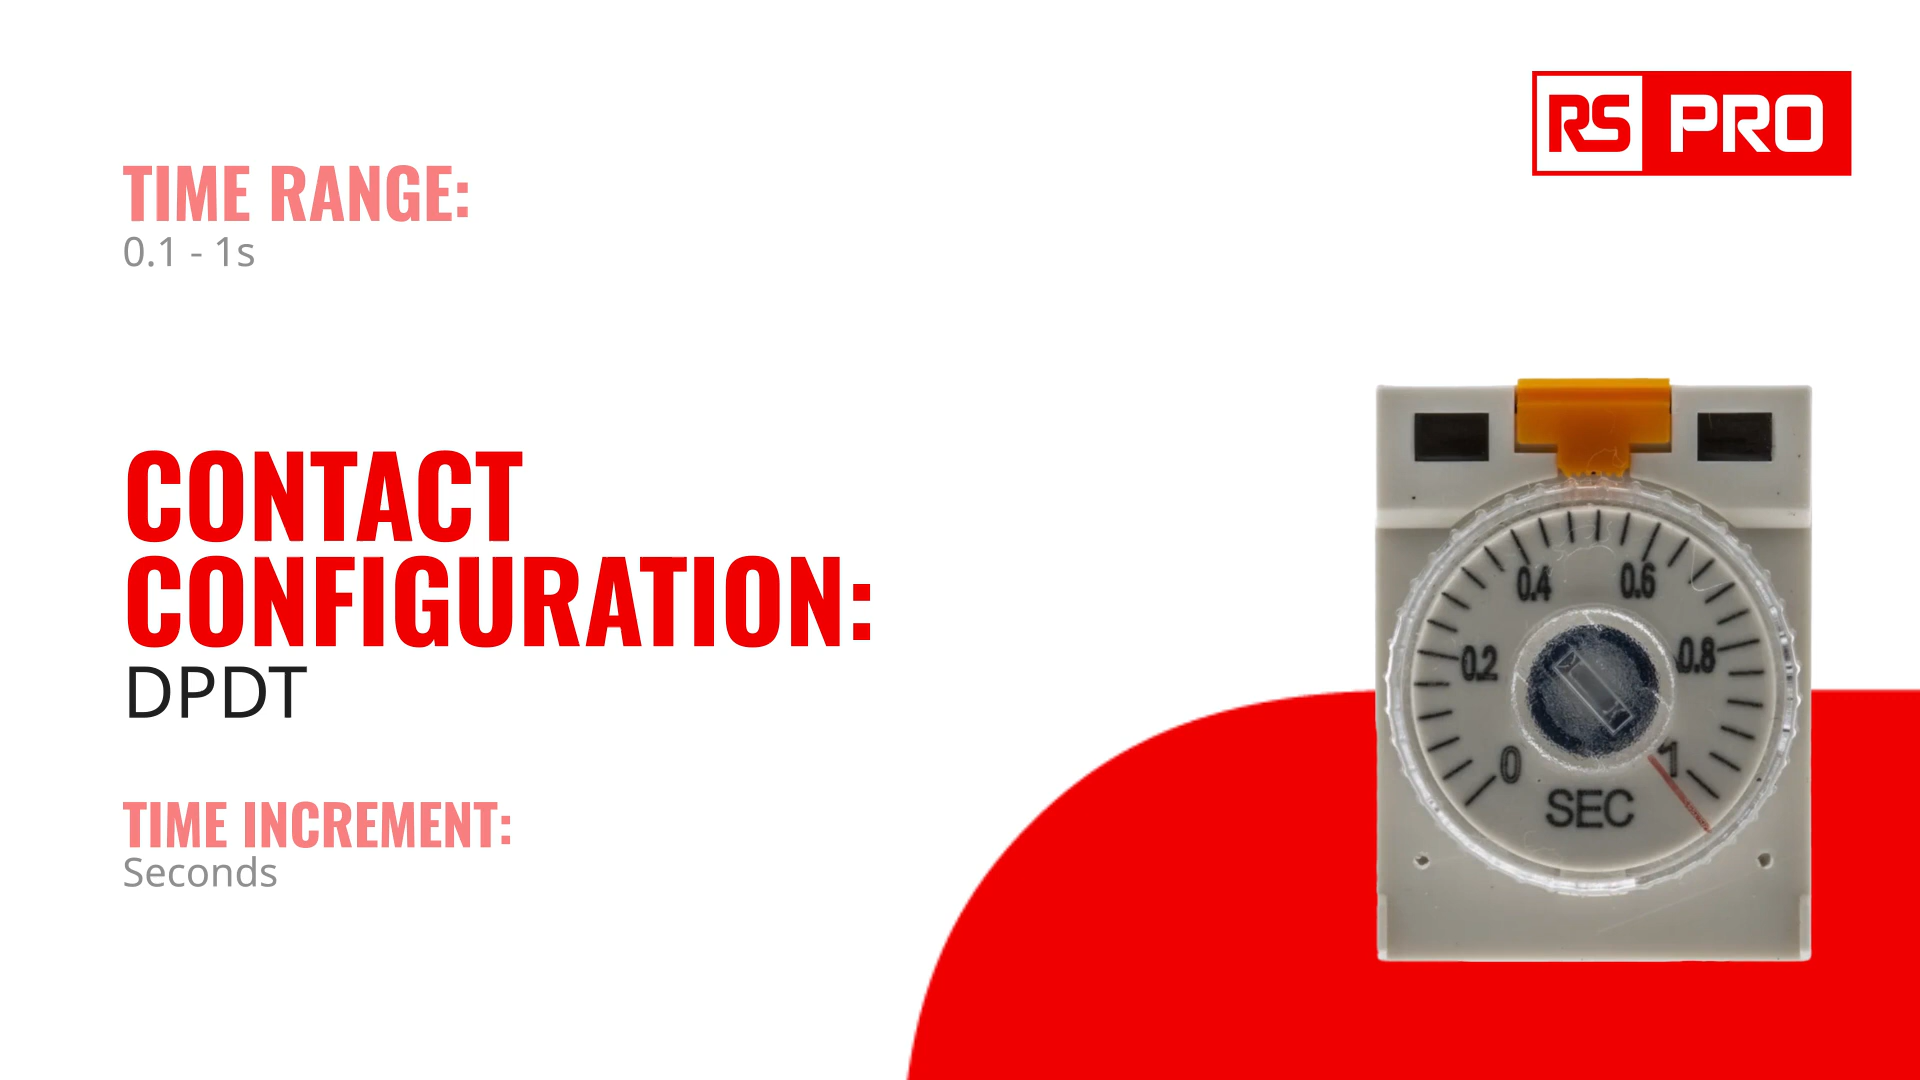 RS PRO
TIME RANGE:
0.1 - 1s
CONTACT
CONFIGURATION:
DPDT
TIME INCREMENT:
Seconds
0.4 0.6
0.2 0.8
0 1
SEC